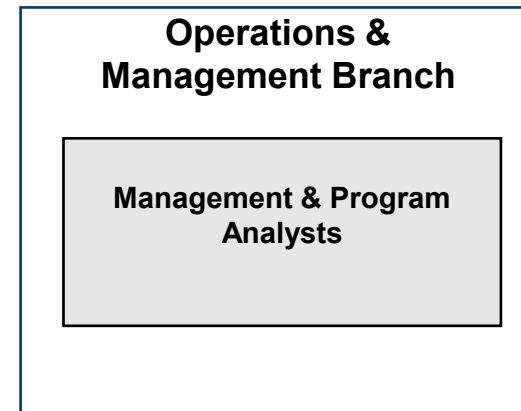 Operations &
Management Branch
Management & Program
Analysts